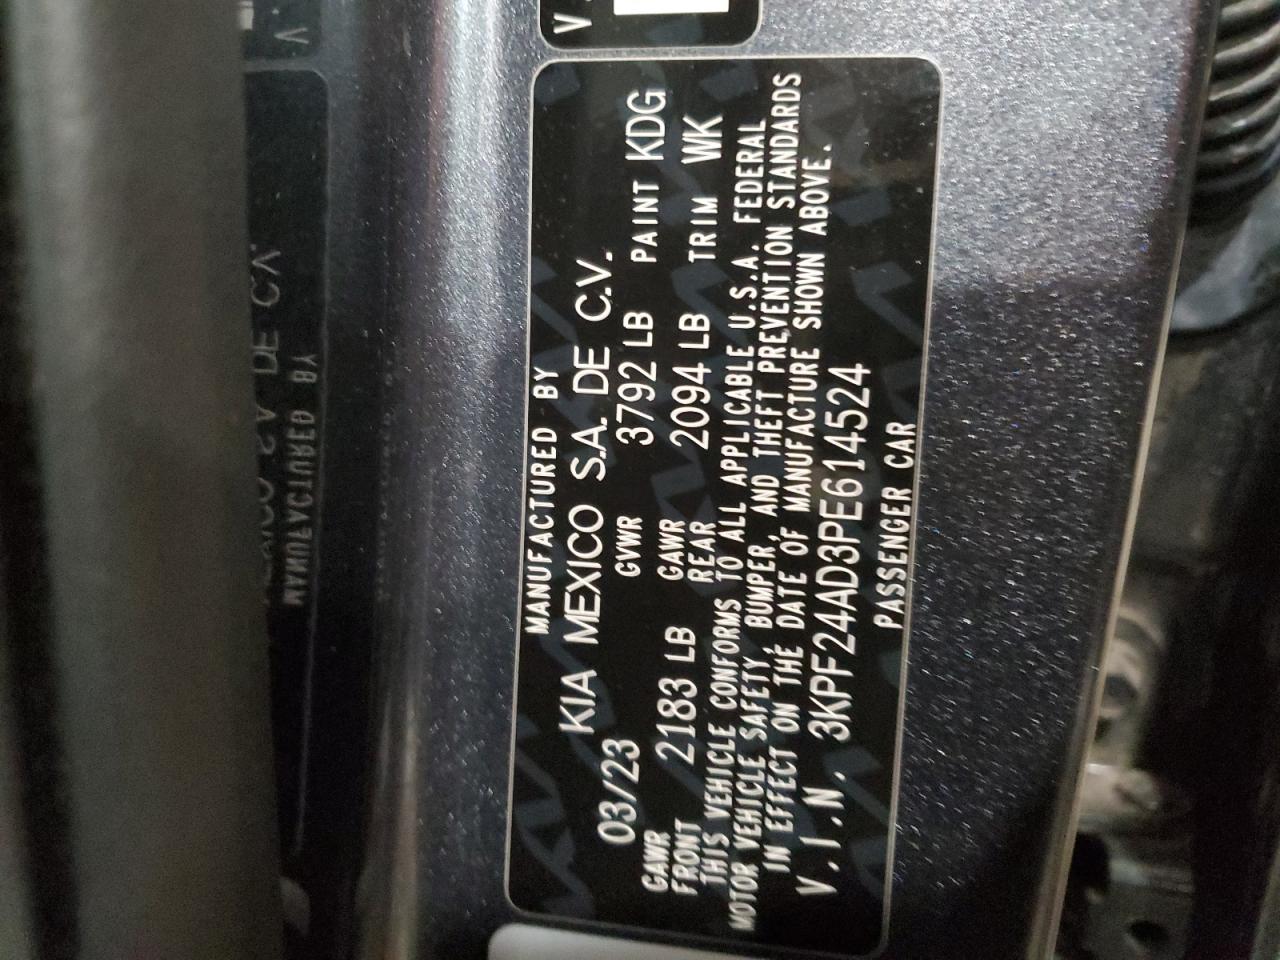 V.
MANUFACTURED BY
KIA MEXICO S.A. DE C.V.
03/23 GVWR 3792 LB PAINT KDG
GAWR FRONT 2183 LB GAWR REAR 2094 LB TRIM WK
THIS VEHICLE CONFORMS TO ALL APPLICABLE U.S.A. FEDERAL
MOTOR VEHICLE SAFETY, BUMPER, AND THEFT PREVENTION STANDARDS
IN EFFECT ON THE DATE OF MANUFACTURE SHOWN ABOVE.
V.I.N. 3KPF24AD3PE614524
PASSENGER CAR
V
MANUFACTURED BY
MEXICO S.A. DE C.V.